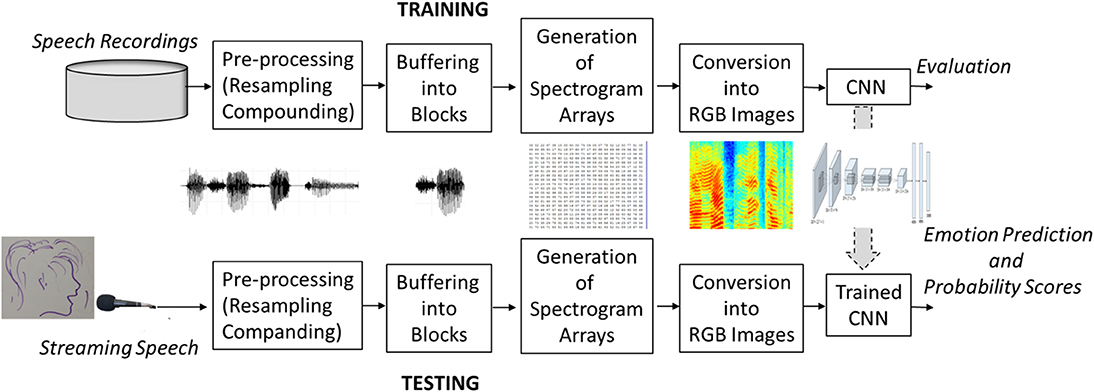 TRAINING
Speech Recordings
Pre-processing
(Resampling
Compounding)
Buffering
into
Blocks
Generation
of
Spectrogram
Arrays
Conversion
into
RGB Images
CNN
Evaluation
Streaming Speech
Pre-processing
(Resampling
Companding)
Buffering
into
Blocks
Generation
of
Spectrogram
Arrays
Conversion
into
RGB Images
Trained
CNN
Emotion Prediction
and
Probability Scores
TESTING